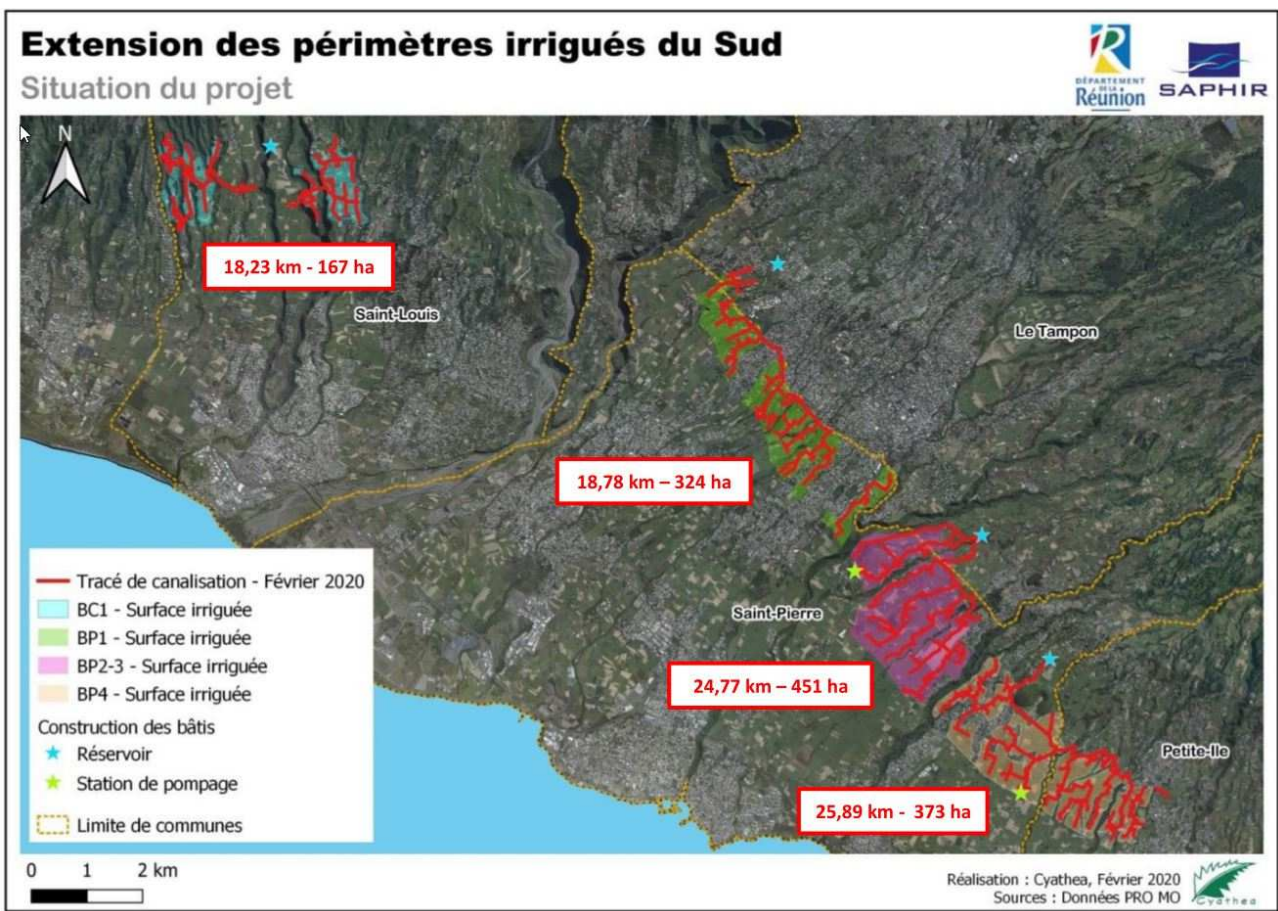 Extension des périmètres irrigués du Sud
Situation du projet
DÉPARTEMENT
DE LA
Réunion
SAPHIR
N
18,23 km - 167 ha
Saint-Louis
Le Tampon
18,78 km – 324 ha
Saint-Pierre
24,77 km – 451 ha
Petite-Ile
25,89 km - 373 ha
Tracé de canalisation - Février 2020
BC1 - Surface irriguée
BP1 - Surface irriguée
BP2-3 - Surface irriguée
BP4 - Surface irriguée
Construction des bâtis
Réservoir
Station de pompage
Limite de communes
0 1 2 km
Réalisation : Cyathea, Février 2020
Sources : Données PRO MO
Cyathea